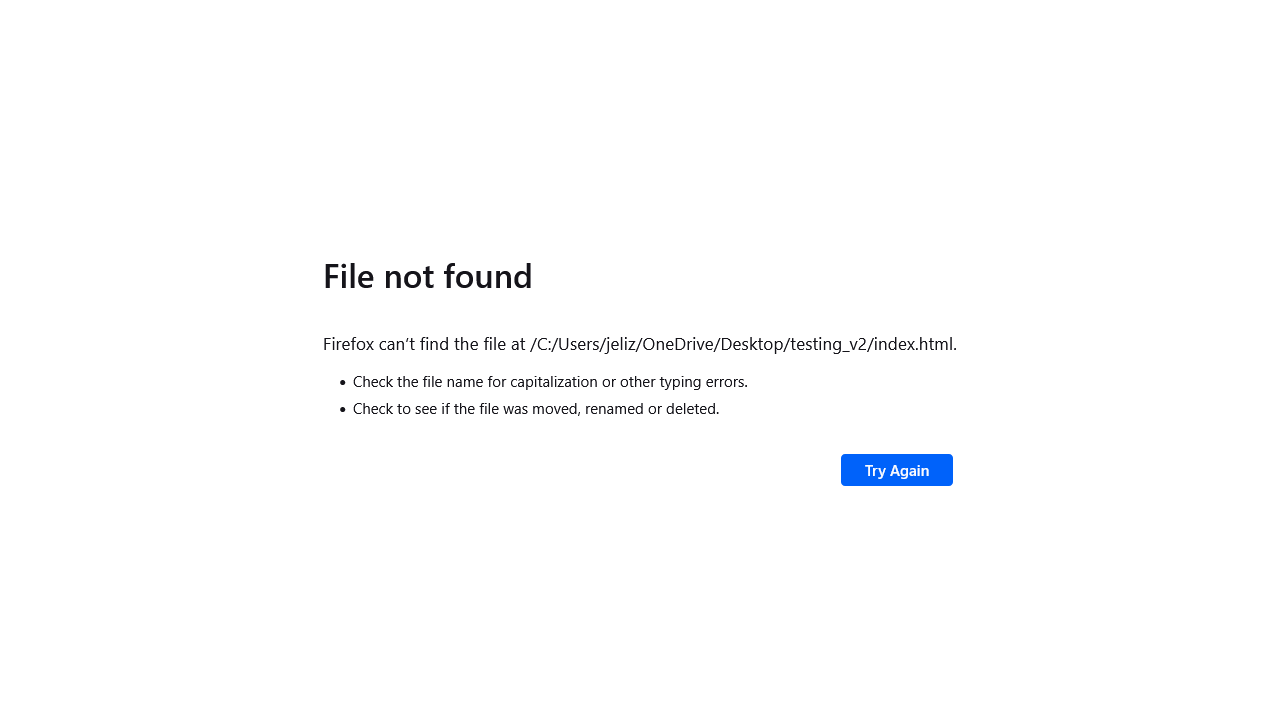 File not found
Firefox can’t find the file at /C:/Users/jeliz/OneDrive/Desktop/testing_v2/index.html.
• Check the file name for capitalization or other typing errors.
• Check to see if the file was moved, renamed or deleted.
Try Again